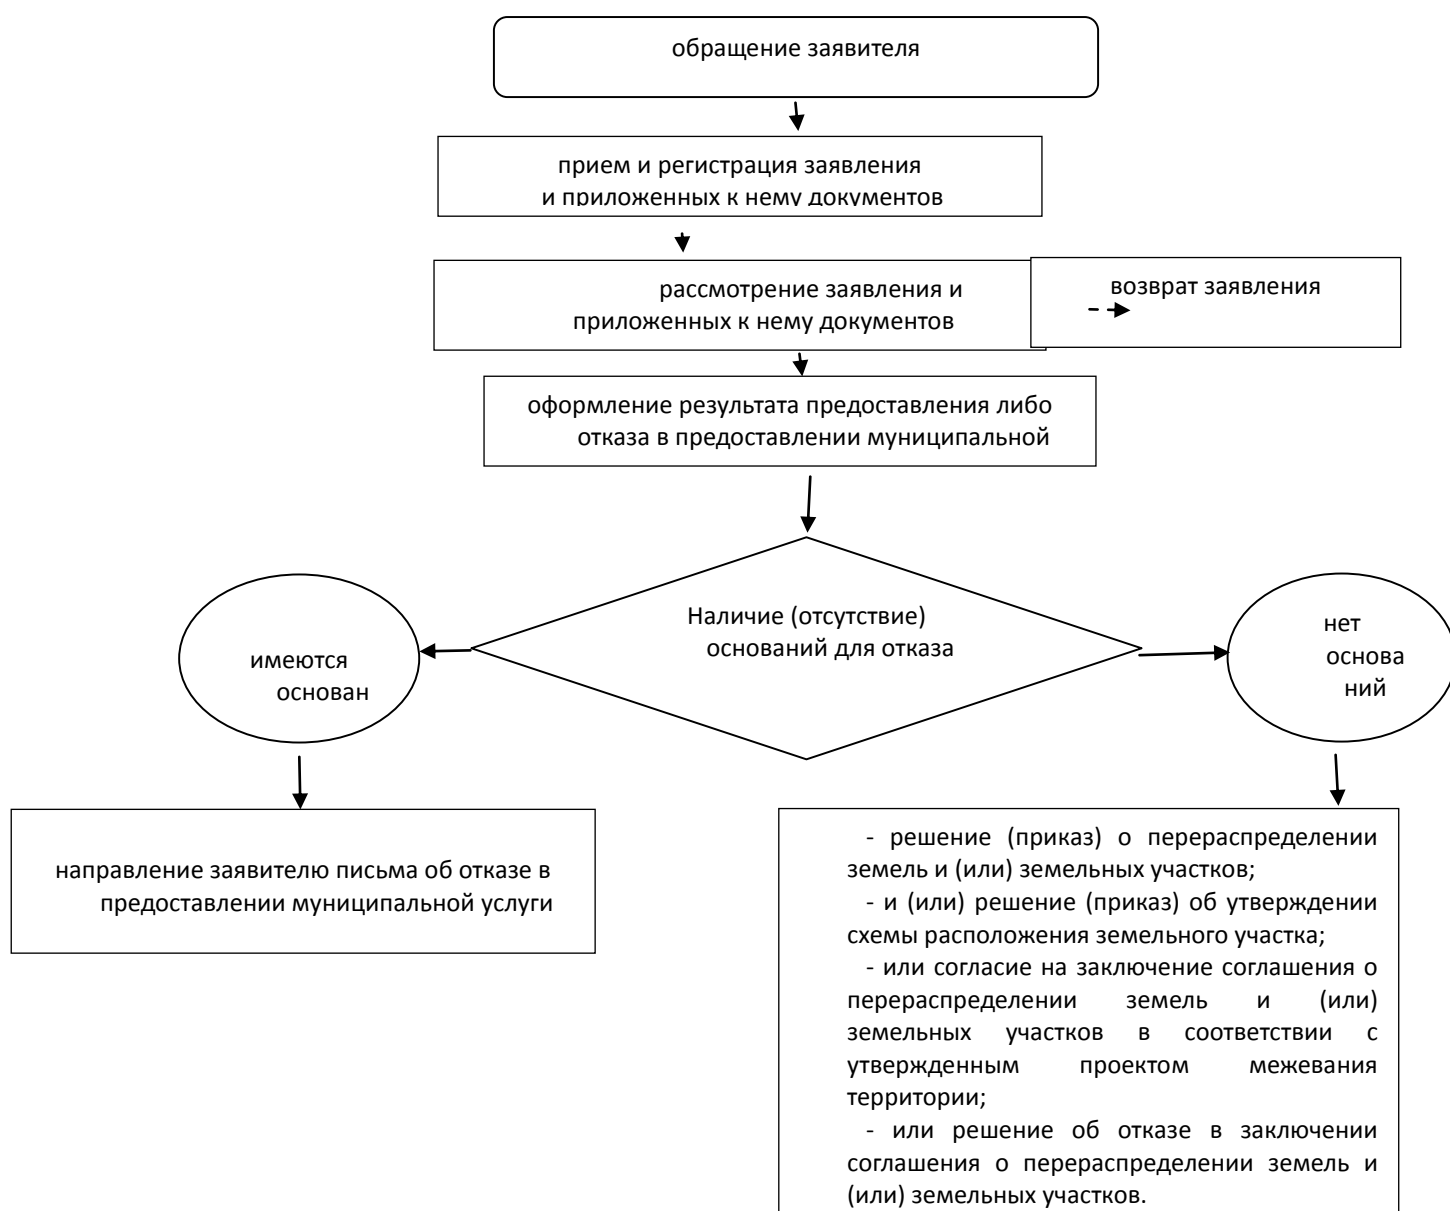 обращение заявителя
прием и регистрация заявления
и приложенных к нему документов
рассмотрение заявления и
приложенных к нему документов
возврат заявления
оформление результата предоставления либо
отказа в предоставлении муниципальной
Наличие (отсутствие)
оснований для отказа
имеются
основан
нет
основа
ний
направление заявителю письма об отказе в
предоставлении муниципальной услуги
- решение (приказ) о перераспределении
земель и (или) земельных участков;
- и (или) решение (приказ) об утверждении
схемы расположения земельного участка;
- или согласие на заключение соглашения о
перераспределении земель и (или)
земельных участков в соответствии с
утвержденным проектом межевания
территории;
- или решение об отказе в заключении
соглашения о перераспределении земель и
(или) земельных участков.